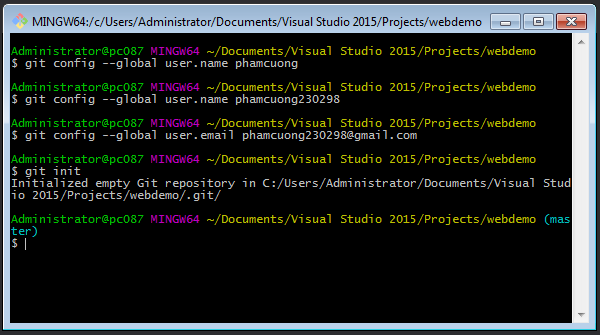 MINGW64:/c/Users/Administrator/Documents/Visual Studio 2015/Projects/webdemo
Administrator@pc087 MINGW64 ~/Documents/Visual Studio 2015/Projects/webdemo
$ git config --global user.name phamcuong
Administrator@pc087 MINGW64 ~/Documents/Visual Studio 2015/Projects/webdemo
$ git config --global user.name phamcuong230298
Administrator@pc087 MINGW64 ~/Documents/Visual Studio 2015/Projects/webdemo
$ git config --global user.email phamcuong230298@gmail.com
Administrator@pc087 MINGW64 ~/Documents/Visual Studio 2015/Projects/webdemo
$ git init
Initialized empty Git repository in C:/Users/Administrator/Documents/Visual Stud
io 2015/Projects/webdemo/.git/
Administrator@pc087 MINGW64 ~/Documents/Visual Studio 2015/Projects/webdemo (mas
ter)
$